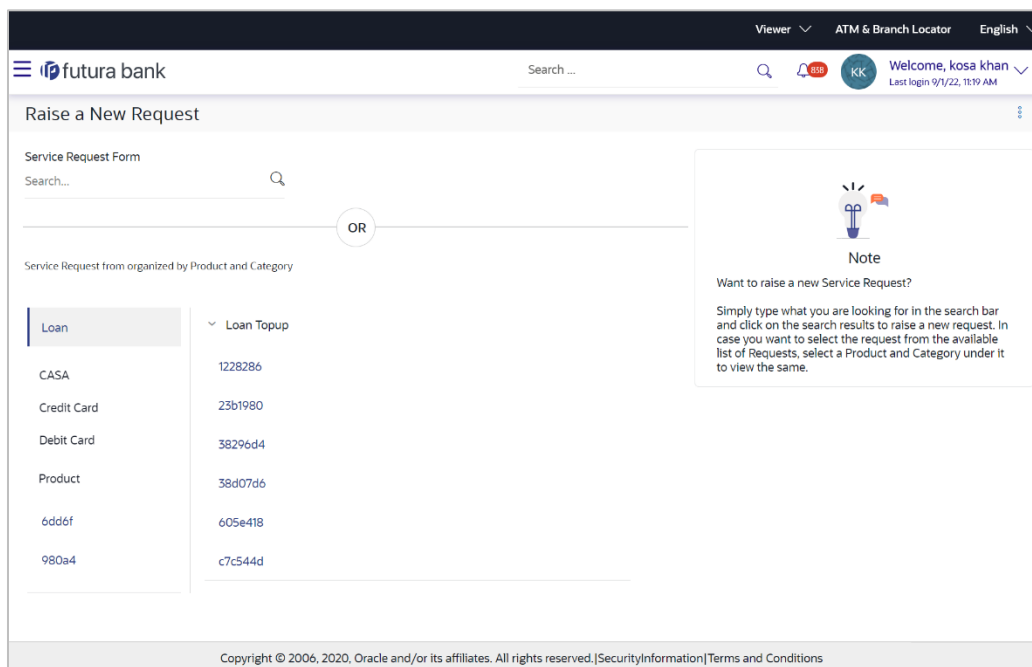 Viewer ATM & Branch Locator English
futura bank Search ... 858 KK Welcome, kosa khan
Last login 9/1/22, 11:19 AM
Raise a New Request
Service Request Form
Search...
OR
Service Request from organized by Product and Category
Loan
CASA
Credit Card
Debit Card
Product
6dd6f
980a4
Loan Topup
1228286
23b1980
38296d4
38d07d6
605e418
c7c544d
Note
Want to raise a new Service Request?
Simply type what you are looking for in the search bar
and click on the search results to raise a new request. In
case you want to select the request from the available
list of Requests, select a Product and Category under it
to view the same.
Copyright © 2006, 2020, Oracle and/or its affiliates. All rights reserved.|SecurityInformation|Terms and Conditions